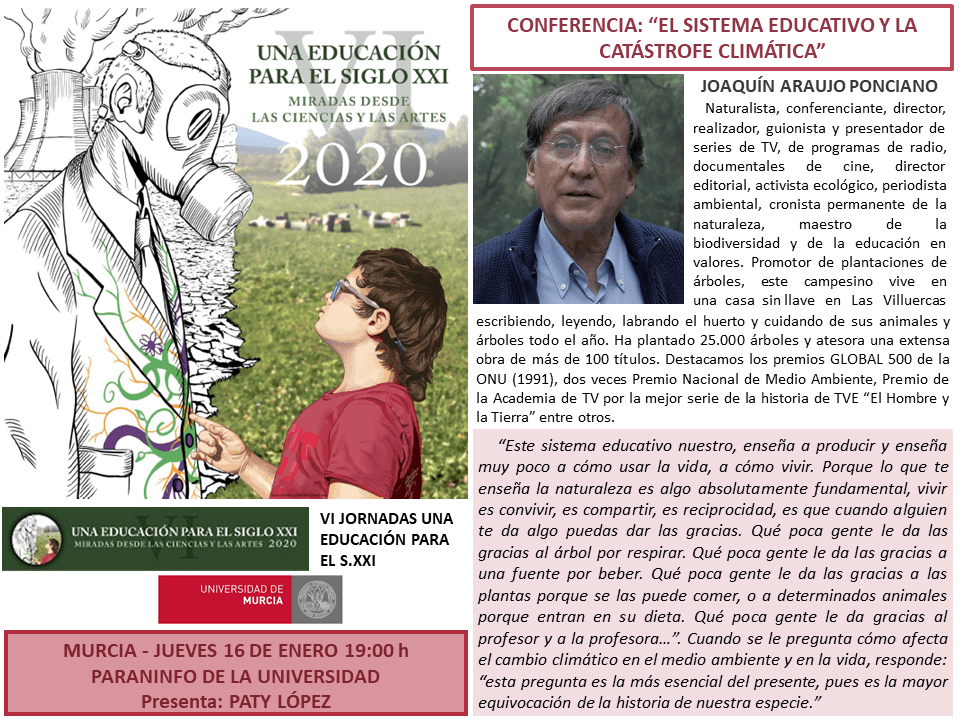 VI
UNA EDUCACIÓN
PARA EL SIGLO XXI
MIRADAS DESDE
LAS CIENCIAS Y LAS ARTES
2020
VI
UNA EDUCACIÓN PARA EL SIGLO XXI
MIRADAS DESDE LAS CIENCIAS Y LAS ARTES 2020
VI JORNADAS UNA
EDUCACIÓN PARA
EL S.XXI
UNIVERSIDAD DE
MURCIA
MURCIA - JUEVES 16 DE ENERO 19:00 h
PARANINFO DE LA UNIVERSIDAD
Presenta: PATY LÓPEZ
CONFERENCIA: “EL SISTEMA EDUCATIVO Y LA
CATÁSTROFE CLIMÁTICA”
JOAQUÍN ARAUJO PONCIANO
Naturalista, conferenciante, director,
realizador, guionista y presentador de
series de TV, de programas de radio,
documentales de cine, director
editorial, activista ecológico, periodista
ambiental, cronista permanente de la
naturaleza, maestro de la
biodiversidad y de la educación en
valores. Promotor de plantaciones de
árboles, este campesino vive en
una casa sin llave en Las Villuercas
escribiendo, leyendo, labrando el huerto y cuidando de sus animales y
árboles todo el año. Ha plantado 25.000 árboles y atesora una extensa
obra de más de 100 títulos. Destacamos los premios GLOBAL 500 de la
ONU (1991), dos veces Premio Nacional de Medio Ambiente, Premio de
la Academia de TV por la mejor serie de la historia de TVE “El Hombre y
la Tierra” entre otros.
“Este sistema educativo nuestro, enseña a producir y enseña
muy poco a cómo usar la vida, a cómo vivir. Porque lo que te
enseña la naturaleza es algo absolutamente fundamental, vivir
es convivir, es compartir, es reciprocidad, es que cuando alguien
te da algo puedas dar las gracias. Qué poca gente le da las
gracias al árbol por respirar. Qué poca gente le da las gracias a
una fuente por beber. Qué poca gente le da las gracias a las
plantas porque se las puede comer, o a determinados animales
porque entran en su dieta. Qué poca gente le da gracias al
profesor y a la profesora…”. Cuando se le pregunta cómo afecta
el cambio climático en el medio ambiente y en la vida, responde:
“esta pregunta es la más esencial del presente, pues es la mayor
equivocación de la historia de nuestra especie.”